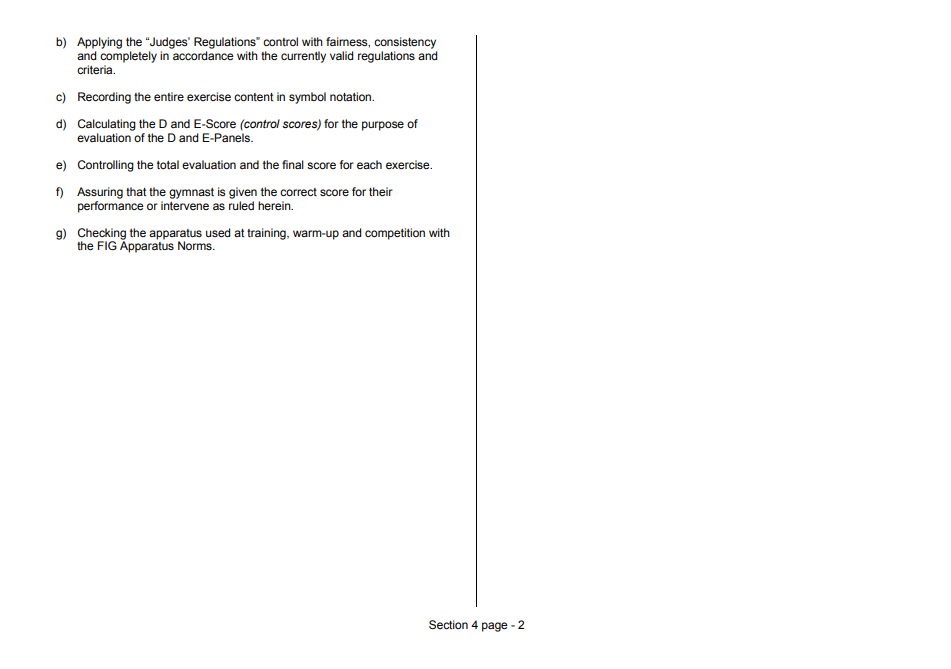 b) Applying the “Judges’ Regulations” control with fairness, consistency
and completely in accordance with the currently valid regulations and
criteria.
c) Recording the entire exercise content in symbol notation.
d) Calculating the D and E-Score (control scores) for the purpose of
evaluation of the D and E-Panels.
e) Controlling the total evaluation and the final score for each exercise.
f) Assuring that the gymnast is given the correct score for their
performance or intervene as ruled herein.
g) Checking the apparatus used at training, warm-up and competition with
the FIG Apparatus Norms.
Section 4 page - 2